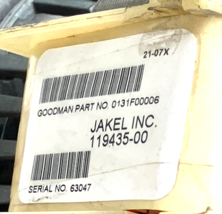 21-07X
GOODMAN PART NO. 0131F00006
JAKEL INC.
119435-00
SERIAL NO. 63047